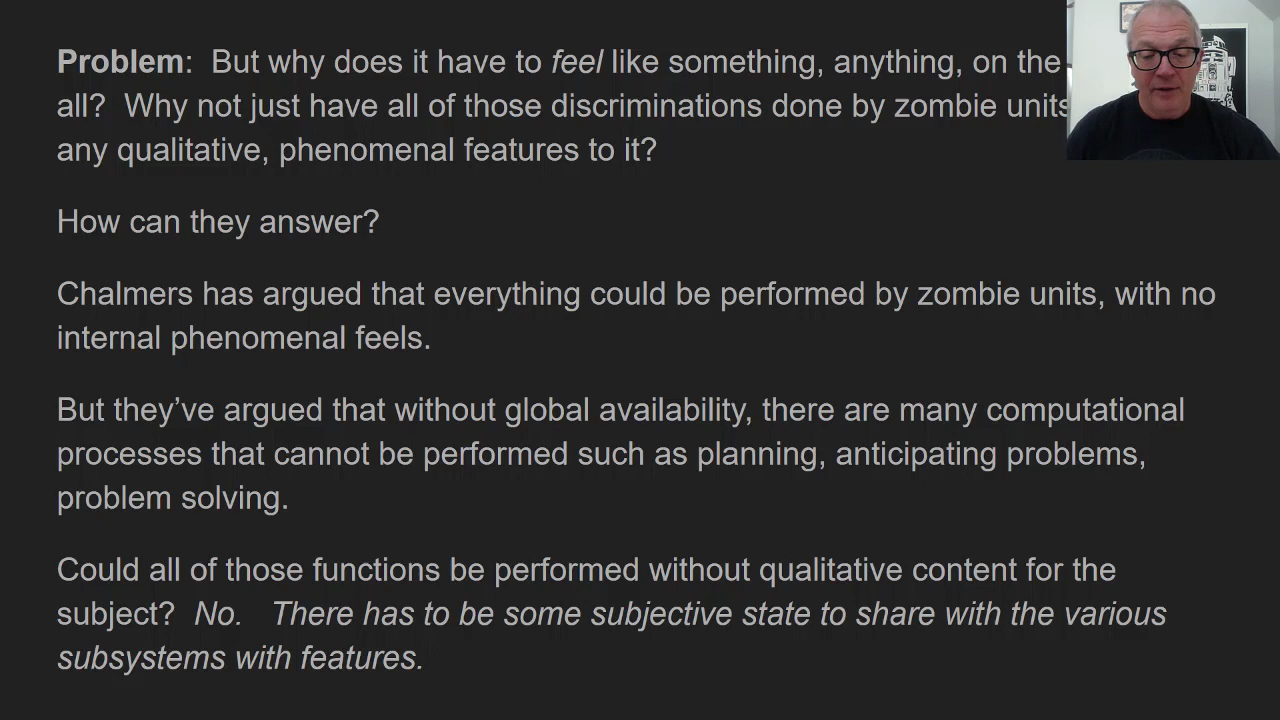 Problem: But why does it have to feel like something, anything, on the
all? Why not just have all of those discriminations done by zombie units
any qualitative, phenomenal features to it?
How can they answer?
Chalmers has argued that everything could be performed by zombie units, with no
internal phenomenal feels.
But they’ve argued that without global availability, there are many computational
processes that cannot be performed such as planning, anticipating problems,
problem solving.
Could all of those functions be performed without qualitative content for the
subject? No. There has to be some subjective state to share with the various
subsystems with features.